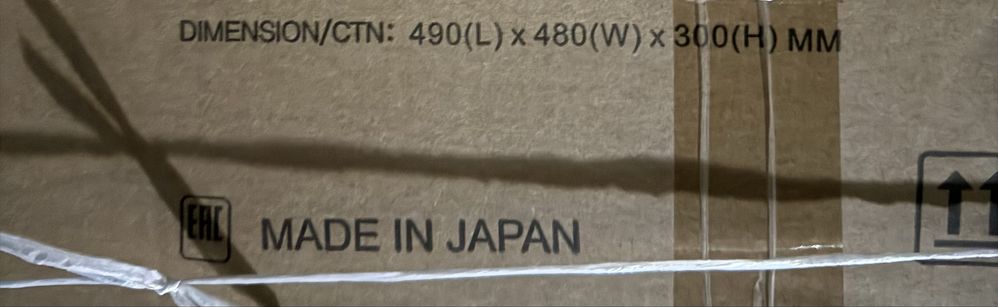 DIMENSION/CTN: 490(L) x 480(W) x 300(H) MM
EAC MADE IN JAPAN